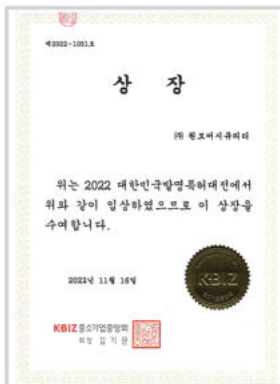 제2022-1051호
상 장
㈜ 원모어시큐리티
위는 2022 대한민국발명특허대전에서
위와 같이 입상하였으므로 이 상장을
수여합니다.
2022년 11월 16일
KBIZ 중소기업중앙회
회장 김기문
KBIZ